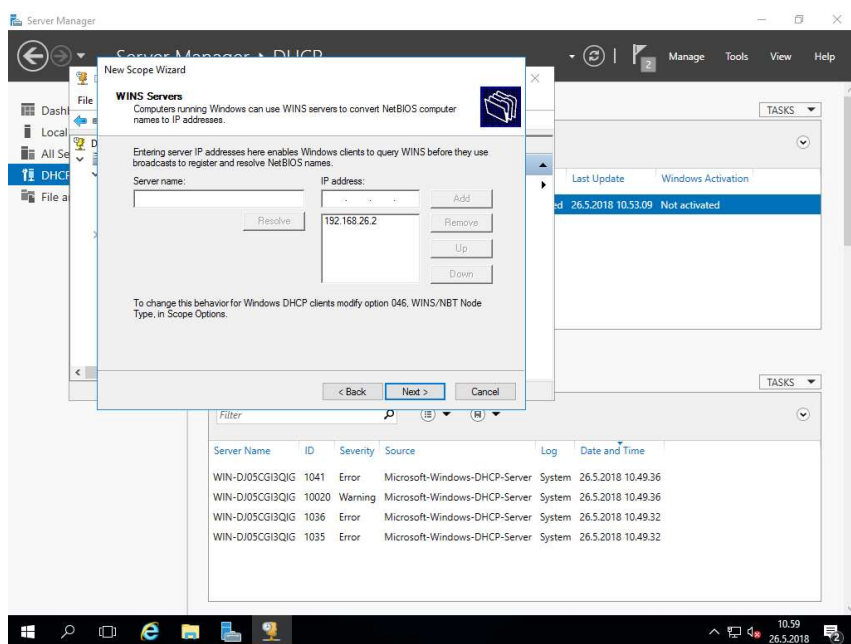 Server Manager
Manage Tools View Help
2
New Scope Wizard
WINS Servers
Computers running Windows can use WINS servers to convert NetBIOS computer
names to IP addresses.
File
TASKS
Entering server IP addresses here enables Windows clients to query WINS before they use
broadcasts to register and resolve NetBIOS names.
Server name: IP address:
Add
Resolve 192.168.26.2 Remove
Up
Down
To change this behavior for Windows DHCP clients modify option 046, WINS/NBT Node
Type, in Scope Options.
< Back Next > Cancel
Local
All Se
DHCP
File a
Last Update Windows Activation
26.5.2018 10.53.09 Not activated
TASKS
Filter
Server Name ID Severity Source Log Date and Time
WIN-DJ05CGI3QIG 1041 Error Microsoft-Windows-DHCP-Server System 26.5.2018 10.49.36
WIN-DJ05CGI3QIG 10020 Warning Microsoft-Windows-DHCP-Server System 26.5.2018 10.49.36
WIN-DJ05CGI3QIG 1036 Error Microsoft-Windows-DHCP-Server System 26.5.2018 10.49.32
WIN-DJ05CGI3QIG 1035 Error Microsoft-Windows-DHCP-Server System 26.5.2018 10.49.32
10.59
26.5.2018
2